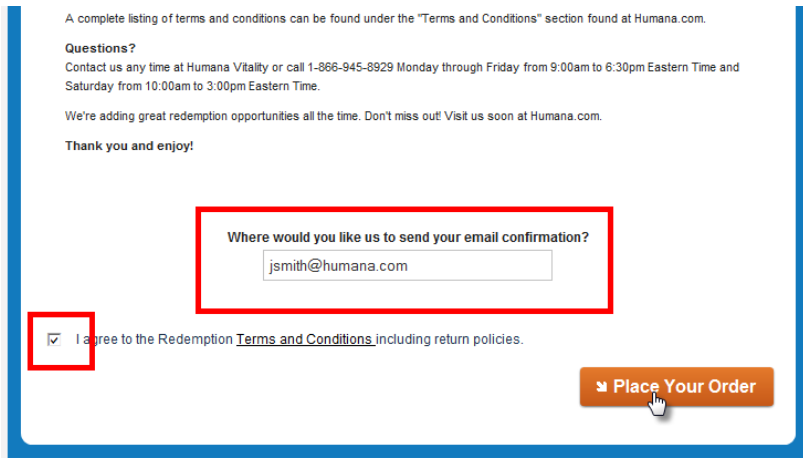 A complete listing of terms and conditions can be found under the "Terms and Conditions" section found at Humana.com.
Questions?
Contact us any time at Humana Vitality or call 1-866-945-8929 Monday through Friday from 9:00am to 6:30pm Eastern Time and
Saturday from 10:00am to 3:00pm Eastern Time.
We're adding great redemption opportunities all the time. Don't miss out! Visit us soon at Humana.com.
Thank you and enjoy!
Where would you like us to send your email confirmation?
jsmith@humana.com
I agree to the Redemption Terms and Conditions including return policies.
Place Your Order